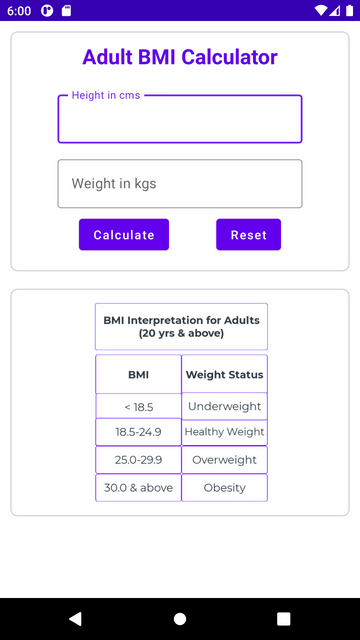 6:00
Adult BMI Calculator
Height in cms
Weight in kgs
Calculate
Reset
BMI Interpretation for Adults
(20 yrs & above)
BMI
Weight Status
< 18.5
Underweight
18.5-24.9
Healthy Weight
25.0-29.9
Overweight
30.0 & above
Obesity